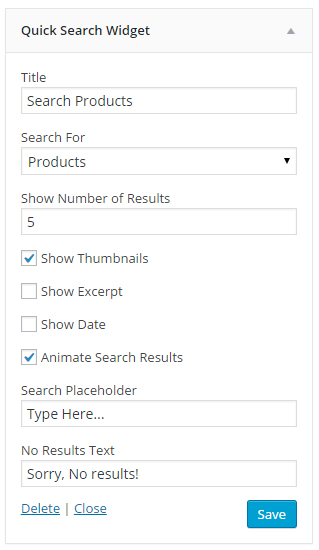 Quick Search Widget
Title
Search Products
Search For
Products
Show Number of Results
5
Show Thumbnails
Show Excerpt
Show Date
Animate Search Results
Search Placeholder
Type Here...
No Results Text
Sorry, No results!
Delete | Close
Save